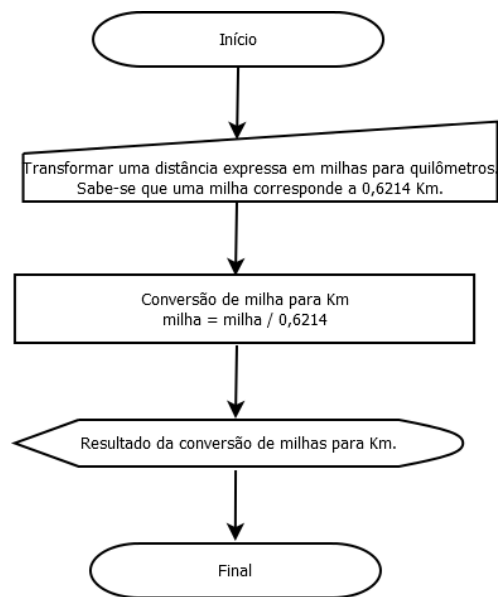 Início
Transformar uma distância expressa em milhas para quilômetros.
Sabe-se que uma milha corresponde a 0,6214 Km.
Conversão de milha para Km
milha = milha / 0,6214
Resultado da conversão de milhas para Km.
Final